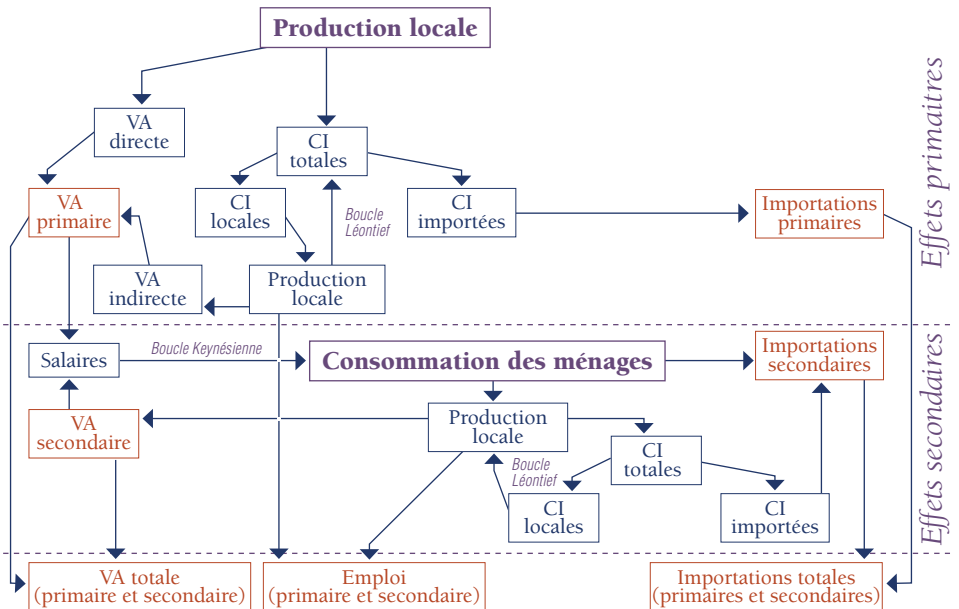 Production locale
VA
directe
CI
totales
VA
primaire
CI
locales
Boucle
Léontief
CI
importées
Importations
primaires
Effets primaitres
VA
indirecte
Production
locale
Salaires
Boucle Keynésienne
Consommation des ménages
Importations
secondaires
Effets secondaires
VA
secondaire
Production
locale
CI
totales
Boucle
Léontief
CI
locales
CI
importées
VA totale
(primaire et secondaire)
Emploi
(primaire et secondaire)
Importations totales
(primaires et secondaires)